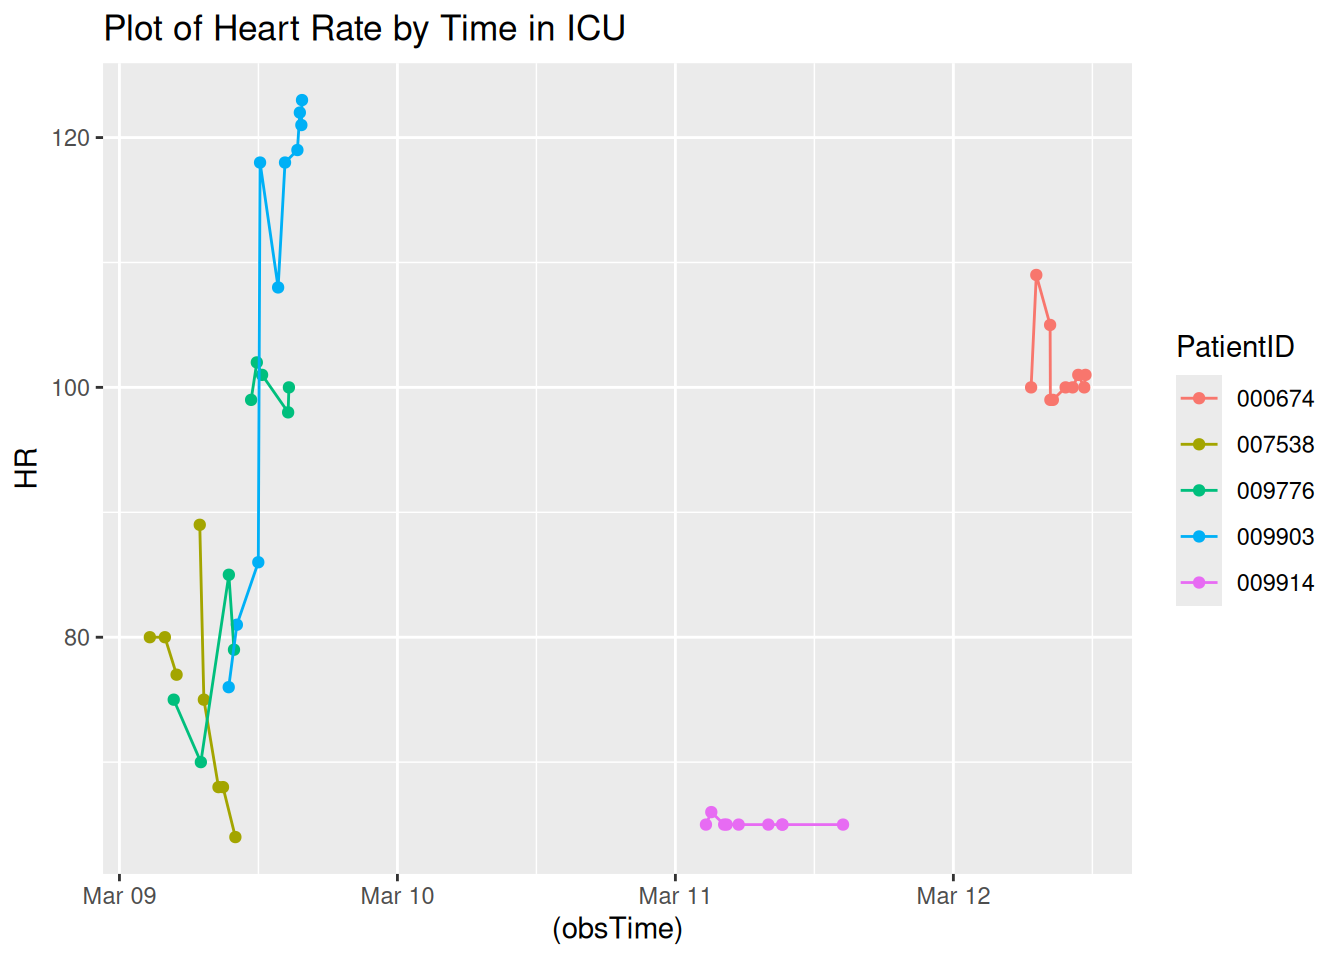 Plot of Heart Rate by Time in ICU
120
100
80
HR
Mar 09
Mar 10
Mar 11
Mar 12
(obsTime)
PatientID
000674
007538
009776
009903
009914